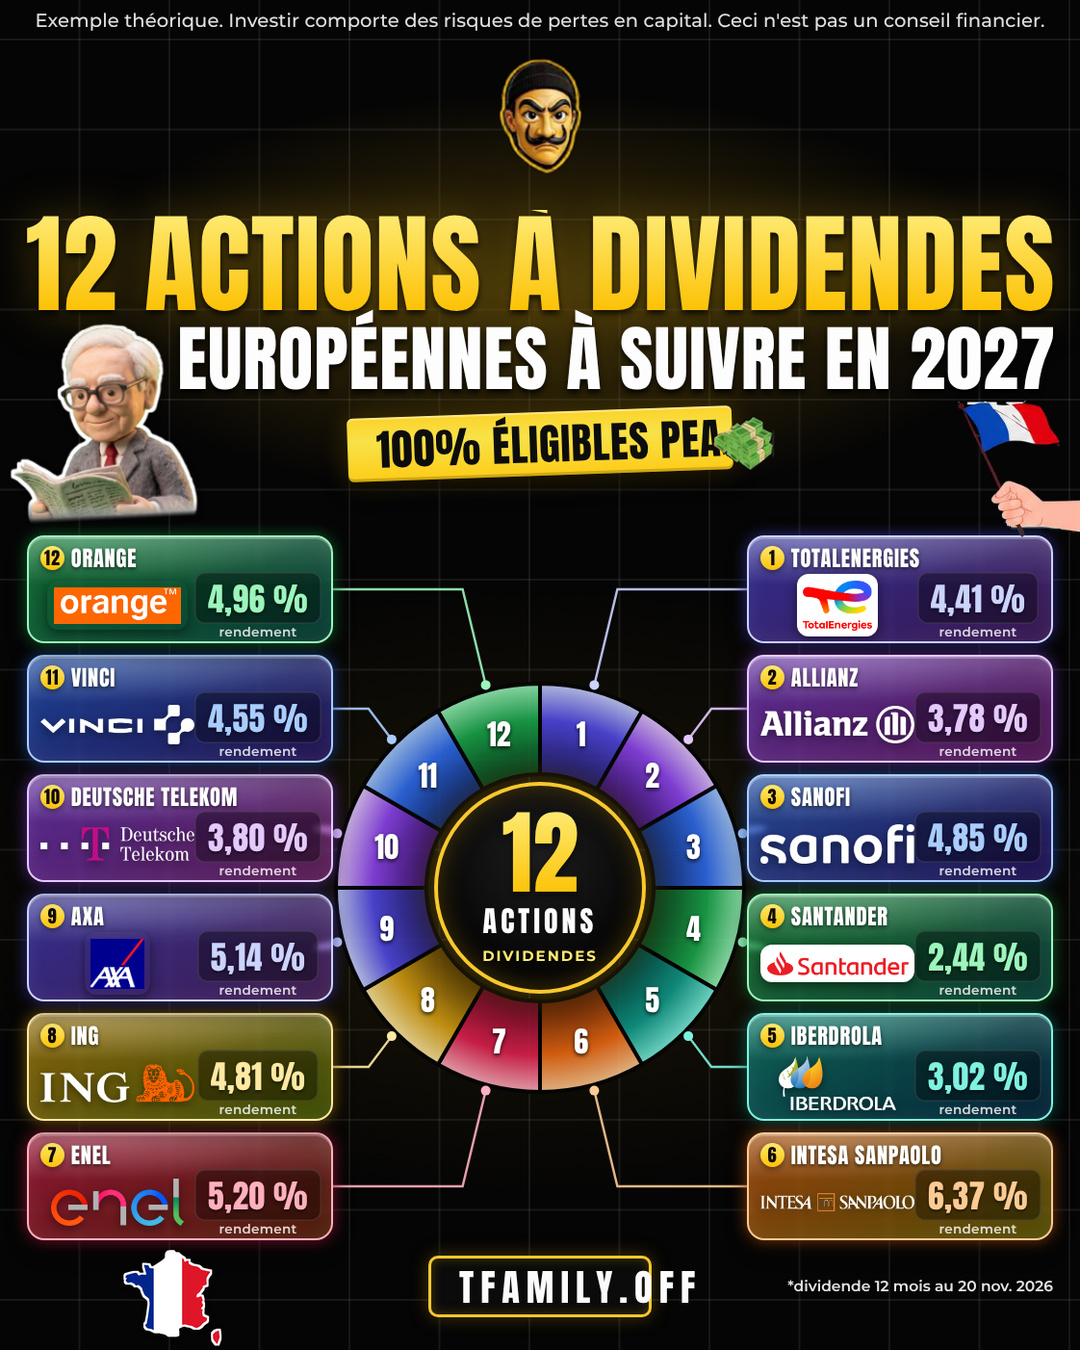 Exemple théorique. Investir comporte des risques de pertes en capital. Ceci n'est pas un conseil financier.
12 ACTIONS À DIVIDENDES
EUROPÉENNES À SUIVRE EN 2027
100% ÉLIGIBLES PEA
12 ORANGE
orange™
4,96 %
rendement
11 VINCI
VINCI
4,55 %
rendement
10 DEUTSCHE TELEKOM
T Deutsche
Telekom
3,80 %
rendement
9 AXA
AXA
5,14 %
rendement
8 ING
ING
4,81 %
rendement
7 ENEL
enel
5,20 %
rendement
1 TOTALENERGIES
TotalEnergies
4,41 %
rendement
2 ALLIANZ
Allianz
3,78 %
rendement
3 SANOFI
sanofi
4,85 %
rendement
4 SANTANDER
Santander
2,44 %
rendement
5 IBERDROLA
IBERDROLA
3,02 %
rendement
6 INTESA SANPAOLO
INTESA SANPAOLO
6,37 %
rendement
12
1
11
2
10
3
9
4
8
5
7
6
12
ACTIONS
DIVIDENDES
TFAMILY.OFF
*dividende 12 mois au 20 nov. 2026